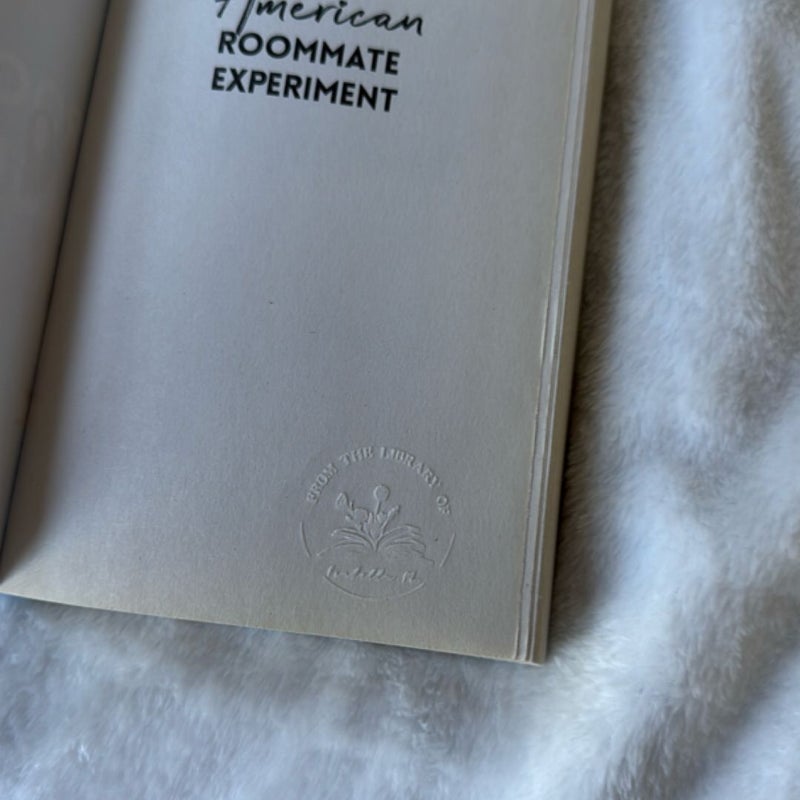 American
ROOMMATE
EXPERIMENT
FROM THE LIBRARY OF